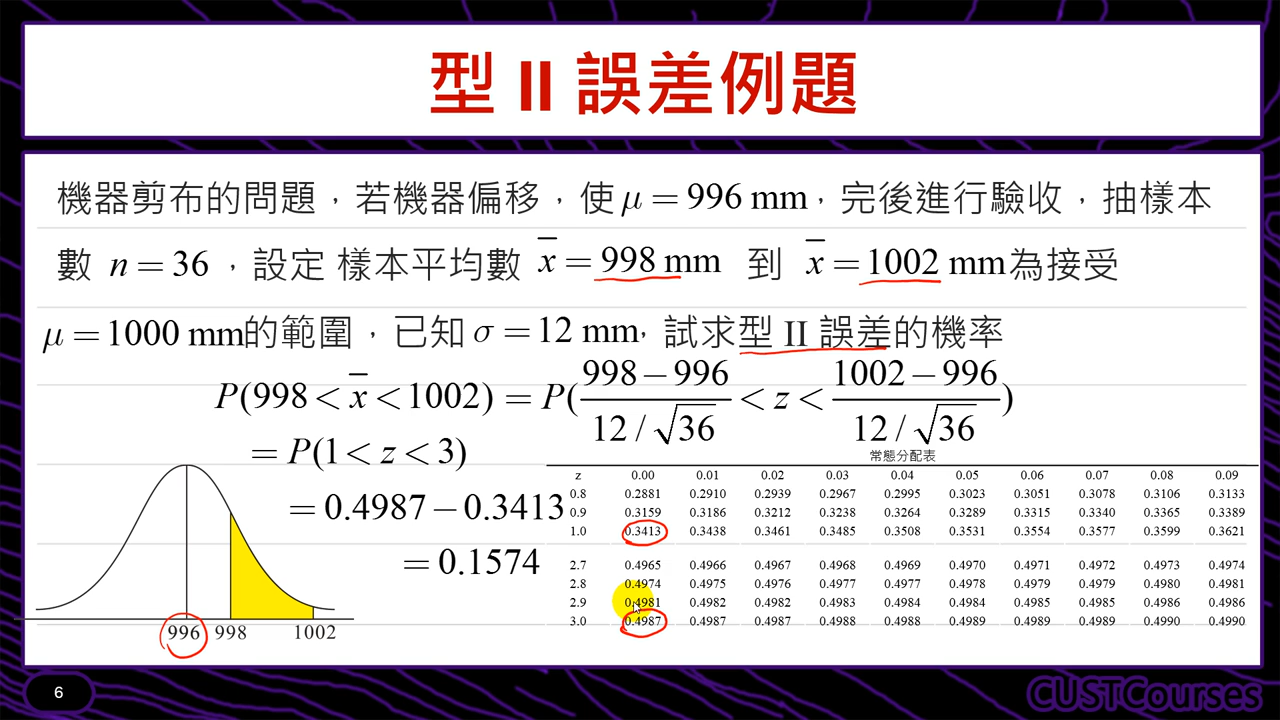 型 II 誤差例題
機器剪布的問題，若機器偏移，使 μ = 996 mm，完後進行驗收，抽樣本
數 n = 36 ，設定 樣本平均數 x̅ = 998 mm 到 x̅ = 1002 mm為接受
μ = 1000 mm的範圍，已知 σ = 12 mm, 試求型 II 誤差的機率
P(998 < x̅ < 1002) = P((998 − 996)/(12 / √36) < z < (1002 − 996)/(12 / √36))
= P(1 < z < 3)
= 0.4987 − 0.3413
= 0.1574
996 998 1002
常態分配表
z 0.00 0.01 0.02 0.03 0.04 0.05 0.06 0.07 0.08 0.09
0.8 0.2881 0.2910 0.2939 0.2967 0.2995 0.3023 0.3051 0.3078 0.3106 0.3133
0.9 0.3159 0.3186 0.3212 0.3238 0.3264 0.3289 0.3315 0.3340 0.3365 0.3389
1.0 0.3413 0.3438 0.3461 0.3485 0.3508 0.3531 0.3554 0.3577 0.3599 0.3621
2.7 0.4965 0.4966 0.4967 0.4968 0.4969 0.4970 0.4971 0.4972 0.4973 0.4974
2.8 0.4974 0.4975 0.4976 0.4977 0.4977 0.4978 0.4979 0.4979 0.4980 0.4981
2.9 0.4981 0.4982 0.4982 0.4983 0.4984 0.4984 0.4985 0.4985 0.4986 0.4986
3.0 0.4987 0.4987 0.4987 0.4988 0.4988 0.4989 0.4989 0.4989 0.4990 0.4990
6
CUSTCourses